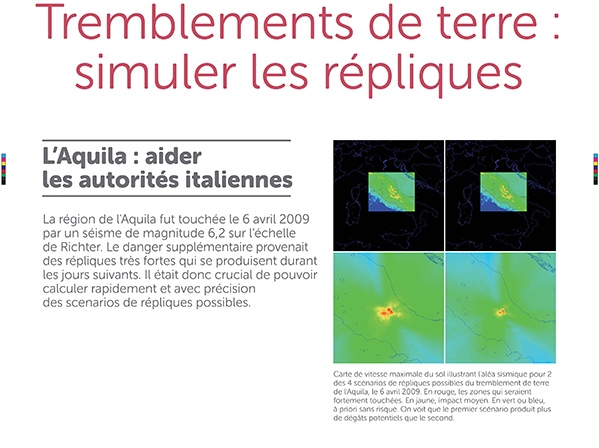 Tremblements de terre :
simuler les répliques
L'Aquila : aider
les autorités italiennes
La région de l'Aquila fut touchée le 6 avril 2009
par un séisme de magnitude 6,2 sur l'échelle
de Richter. Le danger supplémentaire provenait
des répliques très fortes qui se produisent durant
les jours suivants. Il était donc crucial de pouvoir
calculer rapidement et avec précision
des scenarios de répliques possibles.
Carte de vitesse maximale du sol illustrant l'aléa sismique pour 2
des 4 scénarios de répliques possibles du tremblement de terre
de l'Aquila, le 6 avril 2009. En rouge, les zones qui seraient
fortement touchées. En jaune, impact moyen. En vert ou bleu,
à priori sans risque. On voit que le premier scénario produit plus
de dégâts potentiels que le second.